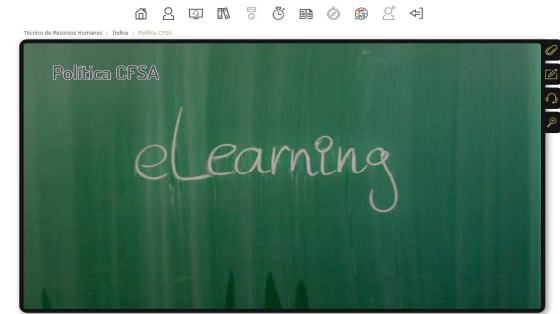 Técnico de Recursos Humanos / Índice / Política CFSA
Política CFSA
eLearning